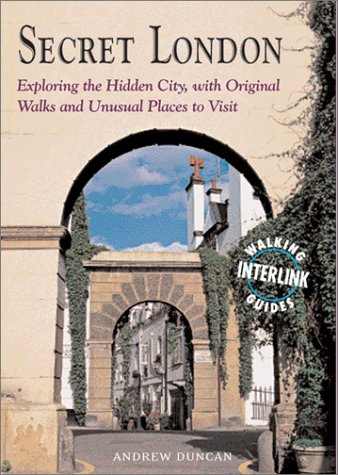 SECRET LONDON
Exploring the Hidden City, with Original
Walks and Unusual Places to Visit
WALKING
INTERLINK
GUIDES
ANDREW DUNCAN